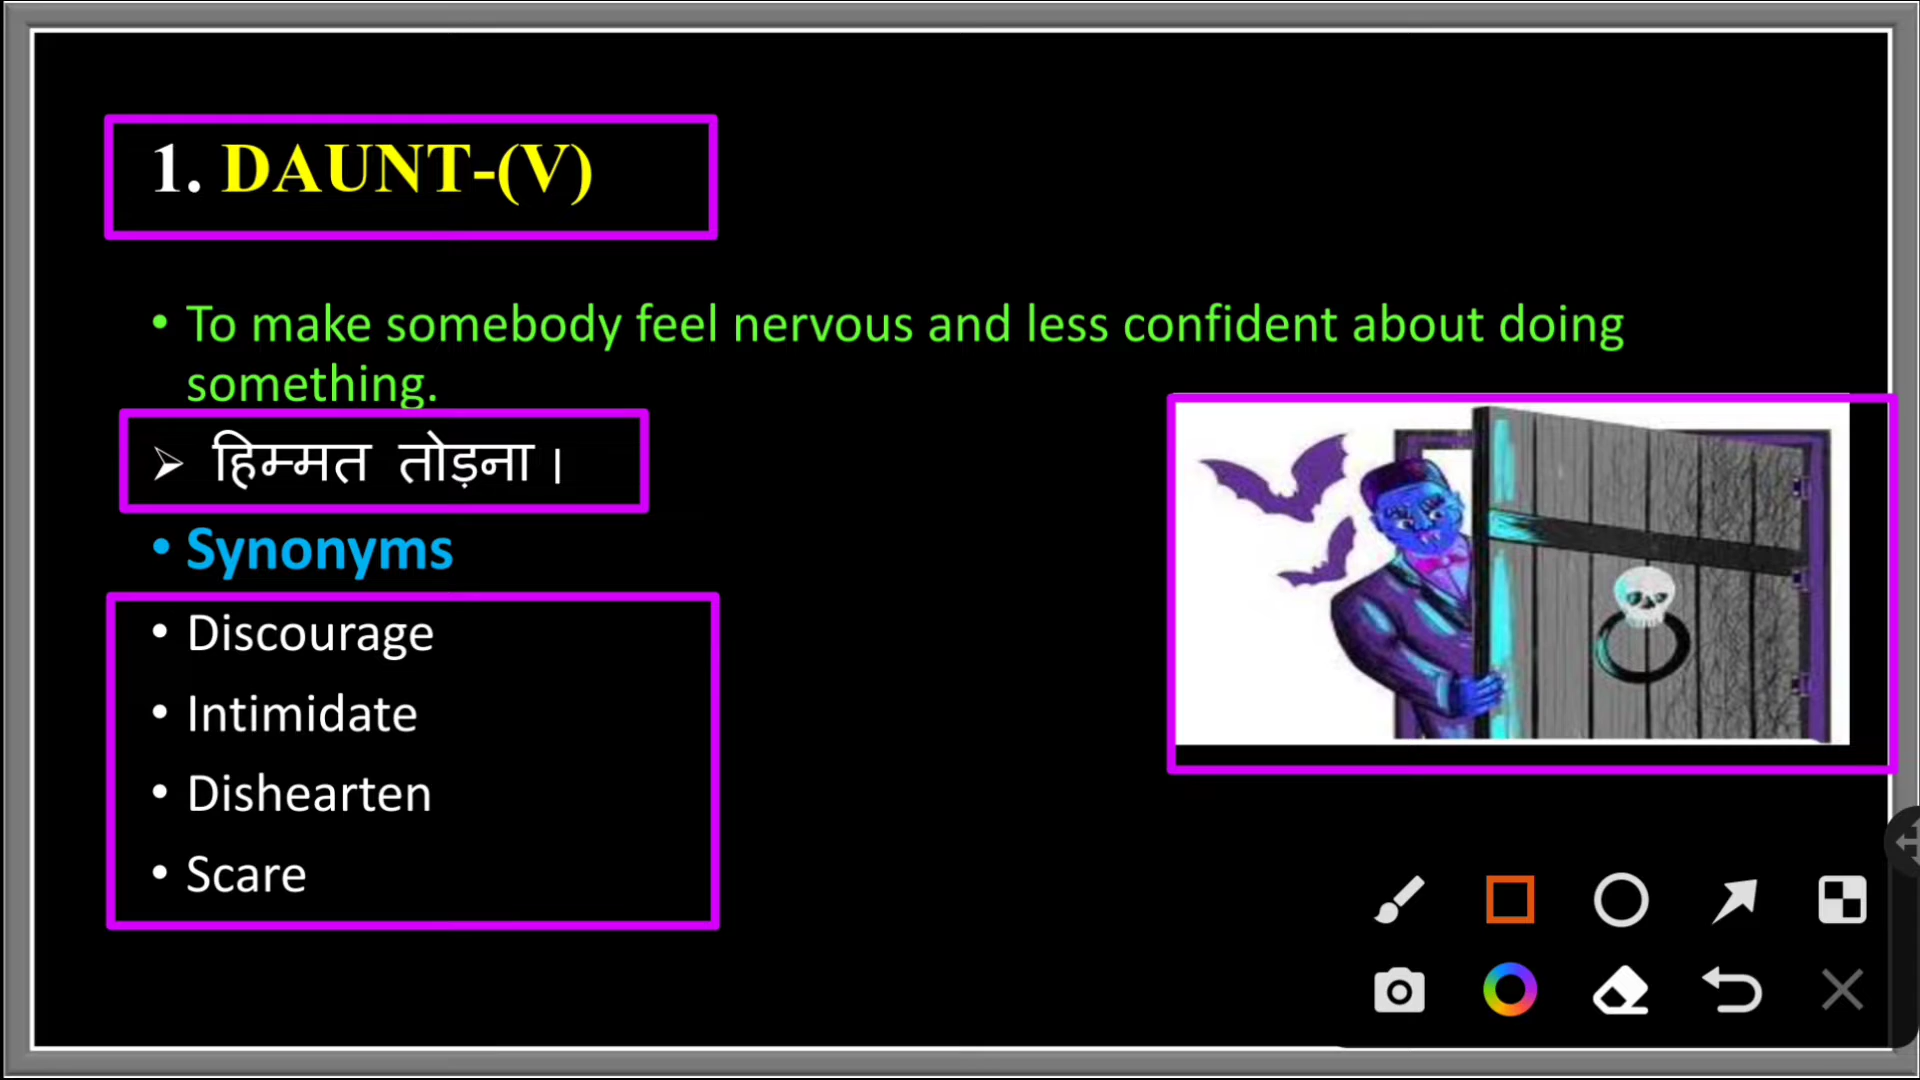 1. DAUNT-(V)
• To make somebody feel nervous and less confident about doing
something.
➢ हिम्मत तोड़ना ।
• Synonyms
• Discourage
• Intimidate
• Dishearten
• Scare